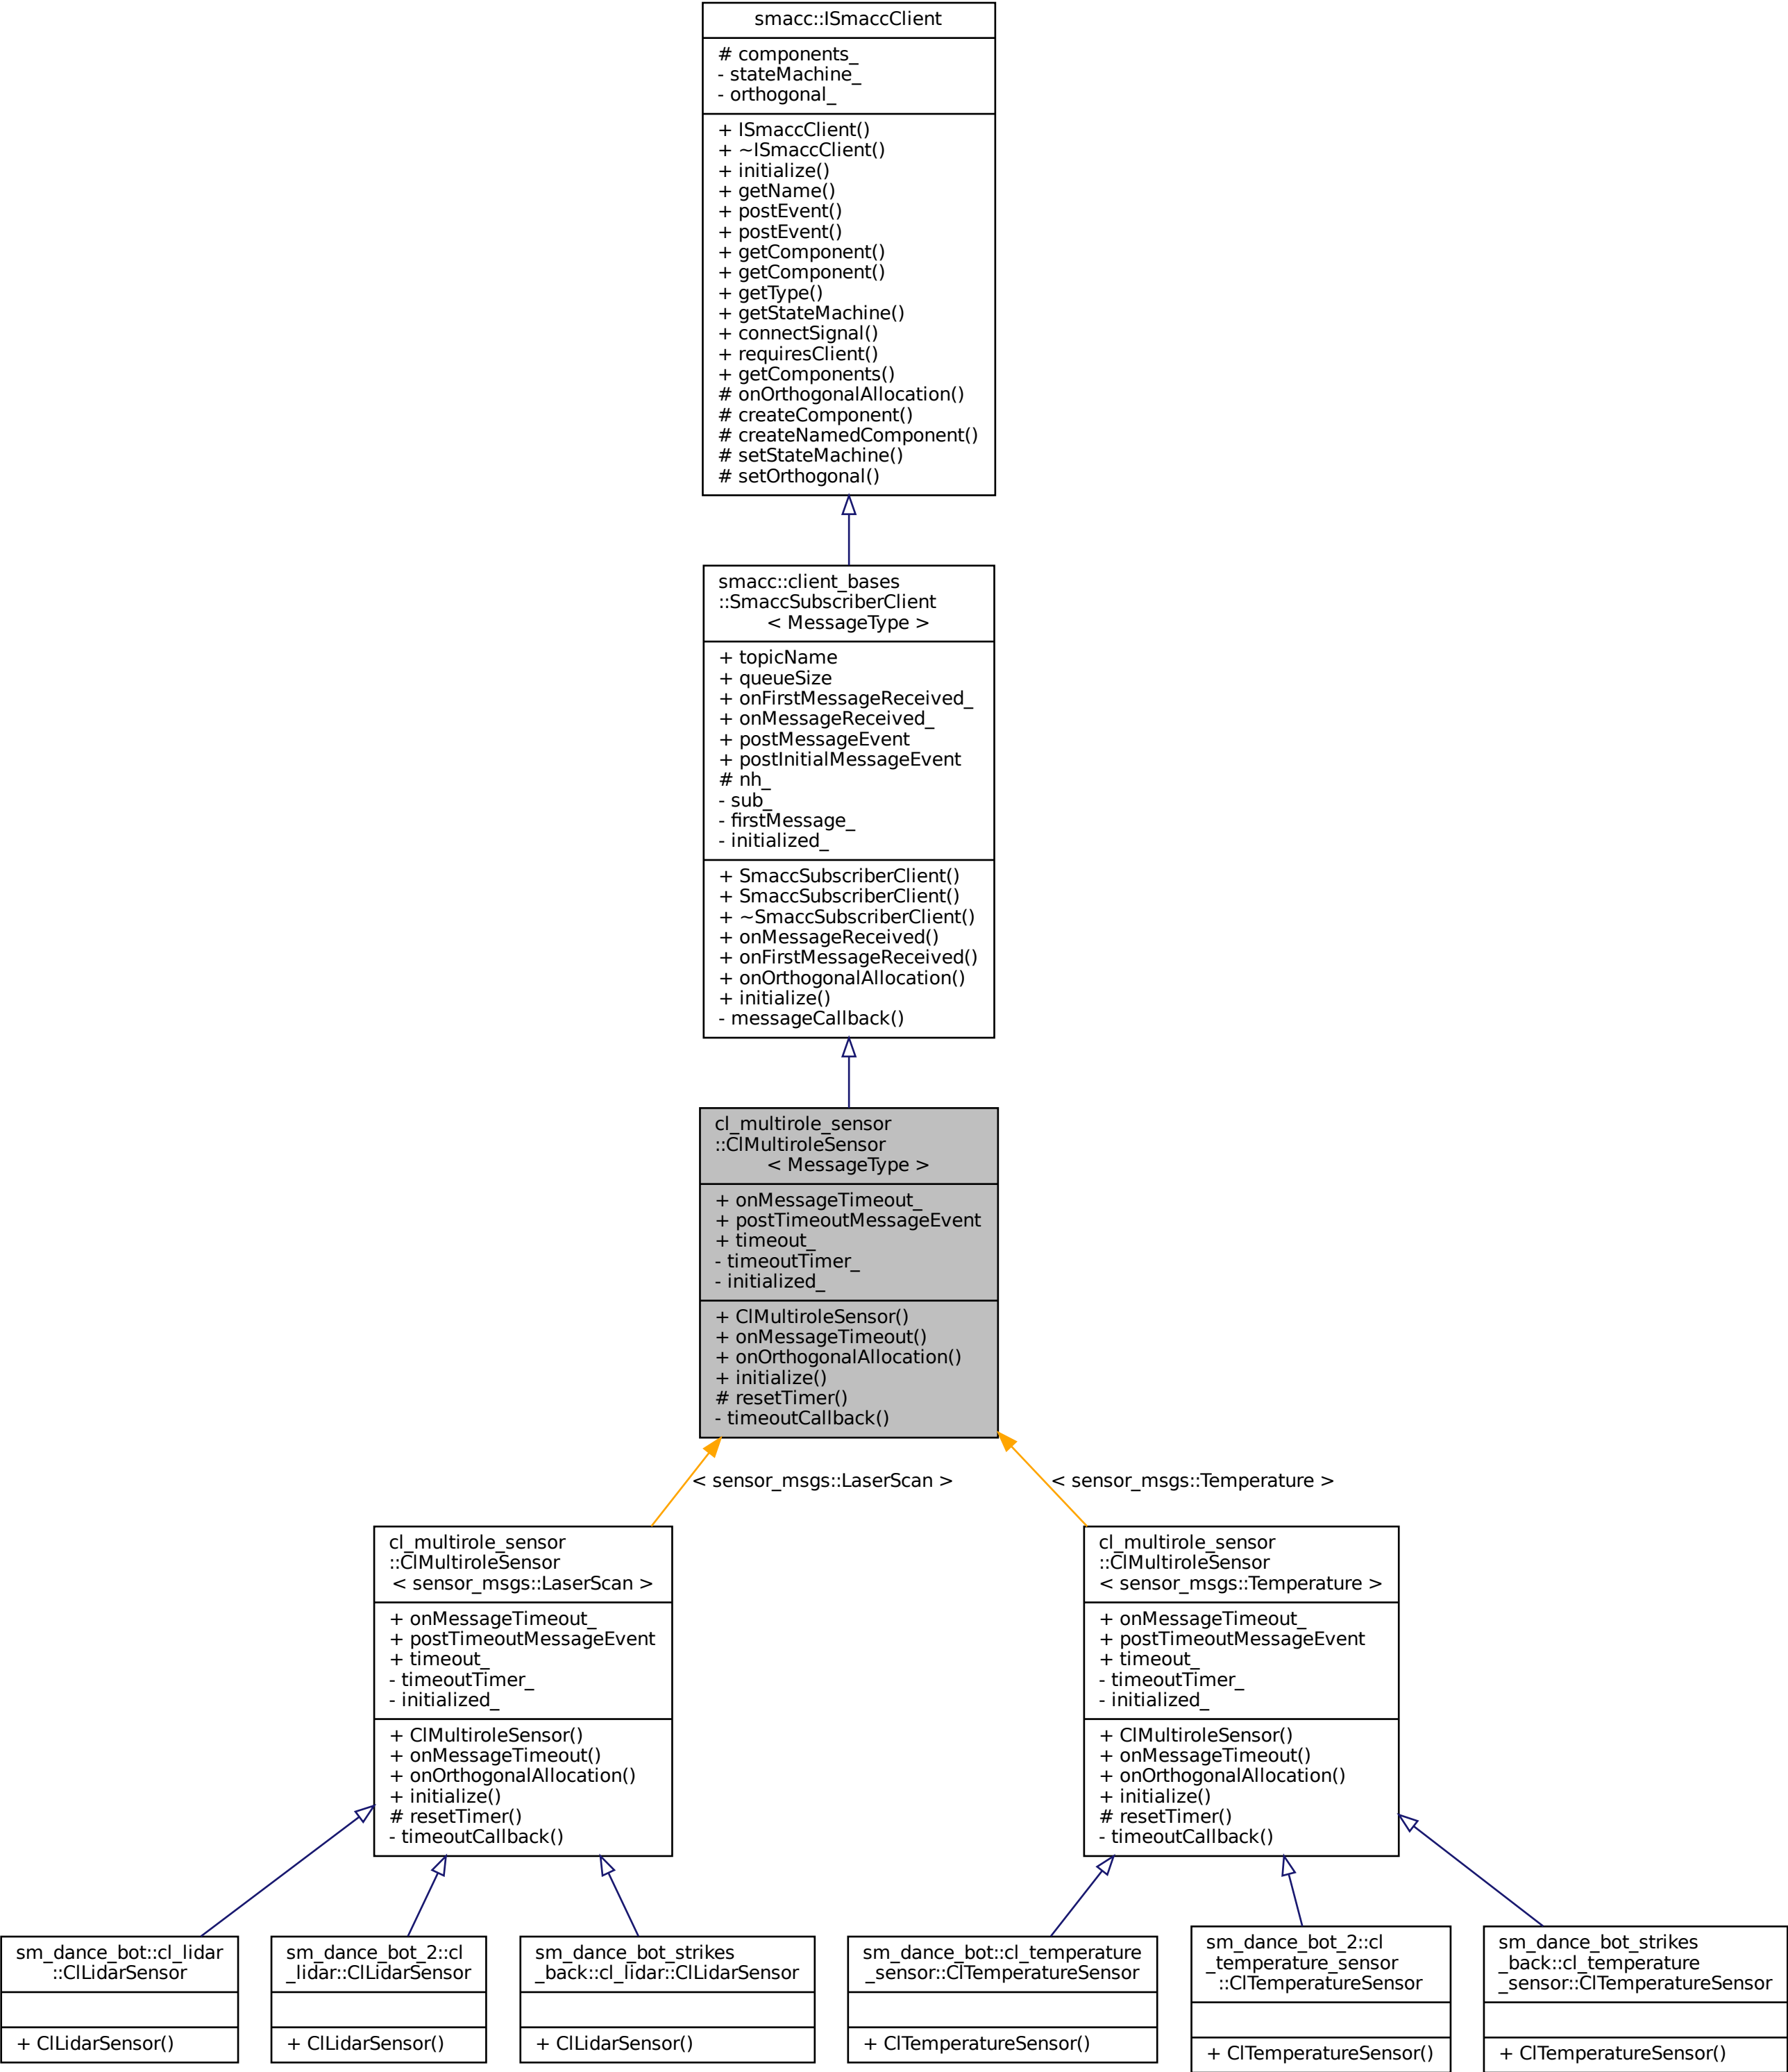 smacc::ISmaccClient
# components_
- stateMachine_
- orthogonal_
+ ISmaccClient()
+ ~ISmaccClient()
+ initialize()
+ getName()
+ postEvent()
+ postEvent()
+ getComponent()
+ getComponent()
+ getType()
+ getStateMachine()
+ connectSignal()
+ requiresClient()
+ getComponents()
# onOrthogonalAllocation()
# createComponent()
# createNamedComponent()
# setStateMachine()
# setOrthogonal()
smacc::client_bases
::SmaccSubscriberClient
< MessageType >
+ topicName
+ queueSize
+ onFirstMessageReceived_
+ onMessageReceived_
+ postMessageEvent
+ postInitialMessageEvent
# nh_
- sub_
- firstMessage_
- initialized_
+ SmaccSubscriberClient()
+ SmaccSubscriberClient()
+ ~SmaccSubscriberClient()
+ onMessageReceived()
+ onFirstMessageReceived()
+ onOrthogonalAllocation()
+ initialize()
- messageCallback()
cl_multirole_sensor
::ClMultiroleSensor
< MessageType >
+ onMessageTimeout_
+ postTimeoutMessageEvent
+ timeout_
- timeoutTimer_
- initialized_
+ ClMultiroleSensor()
+ onMessageTimeout()
+ onOrthogonalAllocation()
+ initialize()
# resetTimer()
- timeoutCallback()
< sensor_msgs::LaserScan >
< sensor_msgs::Temperature >
cl_multirole_sensor
::ClMultiroleSensor
< sensor_msgs::LaserScan >
+ onMessageTimeout_
+ postTimeoutMessageEvent
+ timeout_
- timeoutTimer_
- initialized_
+ ClMultiroleSensor()
+ onMessageTimeout()
+ onOrthogonalAllocation()
+ initialize()
# resetTimer()
- timeoutCallback()
cl_multirole_sensor
::ClMultiroleSensor
< sensor_msgs::Temperature >
+ onMessageTimeout_
+ postTimeoutMessageEvent
+ timeout_
- timeoutTimer_
- initialized_
+ ClMultiroleSensor()
+ onMessageTimeout()
+ onOrthogonalAllocation()
+ initialize()
# resetTimer()
- timeoutCallback()
sm_dance_bot::cl_lidar
::ClLidarSensor
+ ClLidarSensor()
sm_dance_bot_2::cl
_lidar::ClLidarSensor
+ ClLidarSensor()
sm_dance_bot_strikes
_back::cl_lidar::ClLidarSensor
+ ClLidarSensor()
sm_dance_bot::cl_temperature
_sensor::ClTemperatureSensor
+ ClTemperatureSensor()
sm_dance_bot_2::cl
_temperature_sensor
::ClTemperatureSensor
+ ClTemperatureSensor()
sm_dance_bot_strikes
_back::cl_temperature
_sensor::ClTemperatureSensor
+ ClTemperatureSensor()